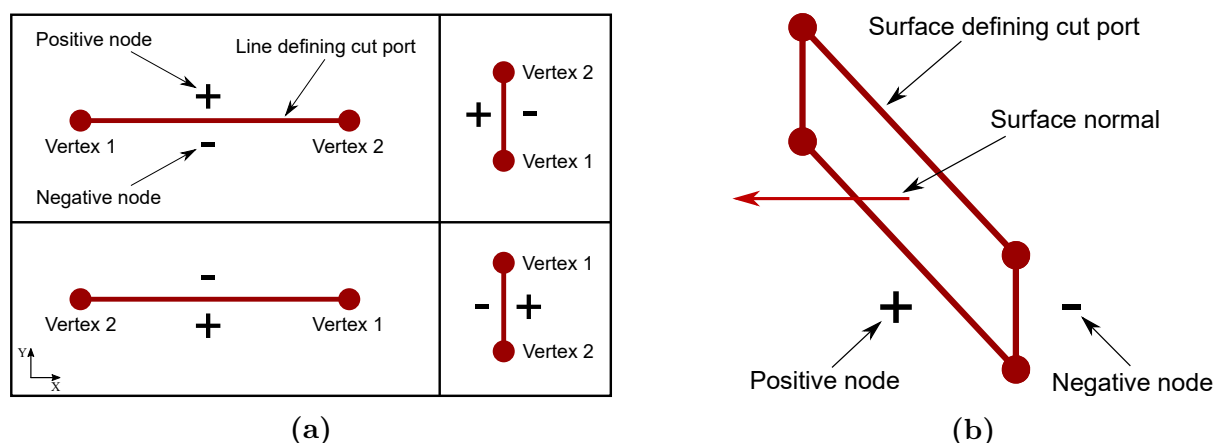 Positive node
Line defining cut port
+
-
Vertex 1
Vertex 2
Negative node
Vertex 2
+
-
Vertex 1
-
+
Vertex 2
Vertex 1
Y
X
Vertex 1
-
+
Vertex 2
(a)
Surface defining cut port
Surface normal
+
-
Positive node
Negative node
(b)